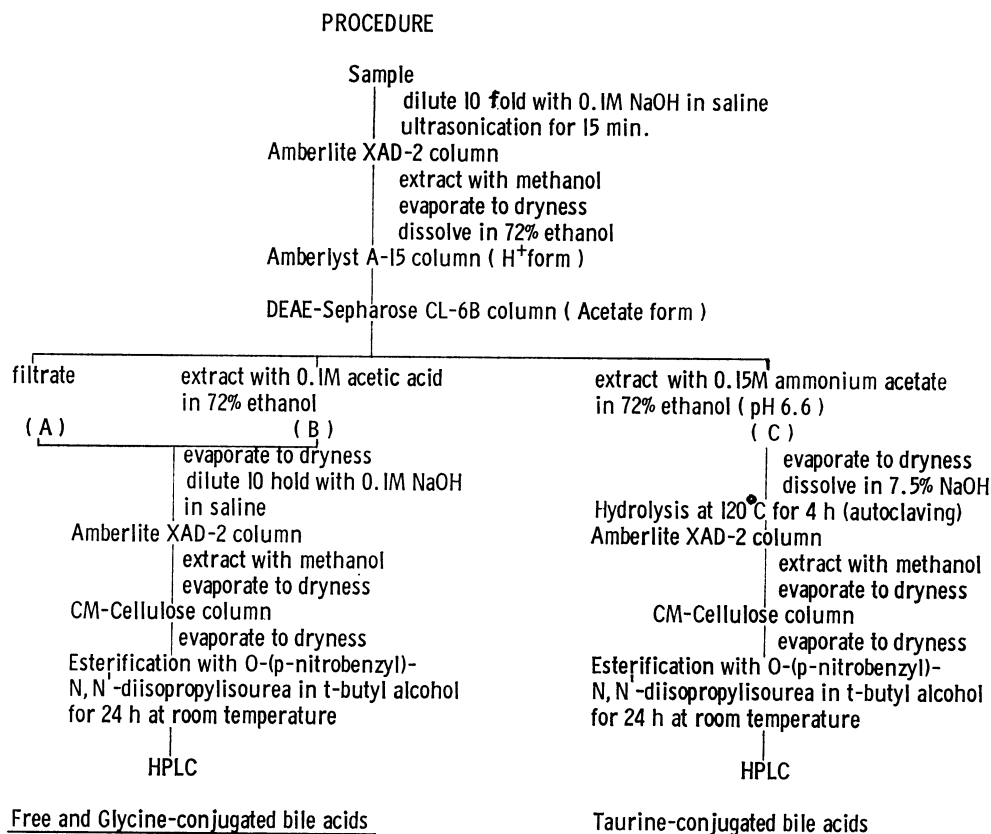 PROCEDURE
Sample
dilute 10 fold with 0.1M NaOH in saline
ultrasonication for 15 min.
Amberlite XAD-2 column
extract with methanol
evaporate to dryness
dissolve in 72% ethanol
Amberlyst A-15 column ( H⁺form )
DEAE-Sepharose CL-6B column ( Acetate form )
filtrate
( A )
extract with 0.1M acetic acid
in 72% ethanol
( B )
evaporate to dryness
dilute 10 hold with 0.1M NaOH
in saline
Amberlite XAD-2 column
extract with methanol
evaporate to dryness
CM-Cellulose column
evaporate to dryness
Esterification with O-(p-nitrobenzyl)-
N,N'-diisopropylisourea in t-butyl alcohol
for 24 h at room temperature
HPLC
Free and Glycine-conjugated bile acids
extract with 0.15M ammonium acetate
in 72% ethanol ( pH 6.6 )
( C )
evaporate to dryness
dissolve in 7.5% NaOH
Hydrolysis at 120°C for 4 h (autoclaving)
Amberlite XAD-2 column
extract with methanol
evaporate to dryness
CM-Cellulose column
evaporate to dryness
Esterification with O-(p-nitrobenzyl)-
N,N'-diisopropylisourea in t-butyl alcohol
for 24 h at room temperature
HPLC
Taurine-conjugated bile acids